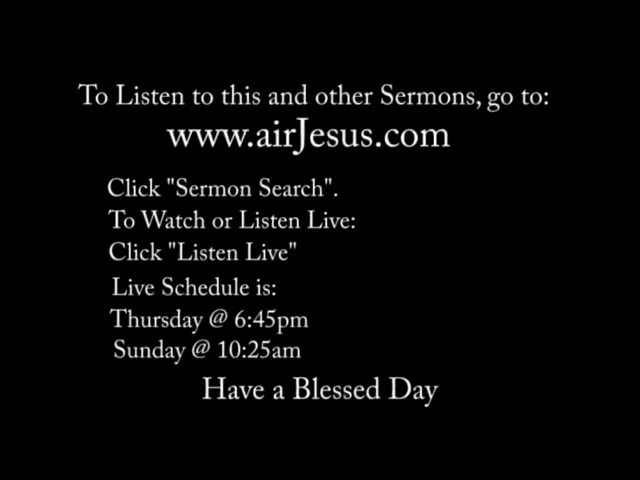 To Listen to this and other Sermons, go to:
www.airJesus.com
Click "Sermon Search".
To Watch or Listen Live:
Click "Listen Live"
Live Schedule is:
Thursday @ 6:45pm
Sunday @ 10:25am
Have a Blessed Day